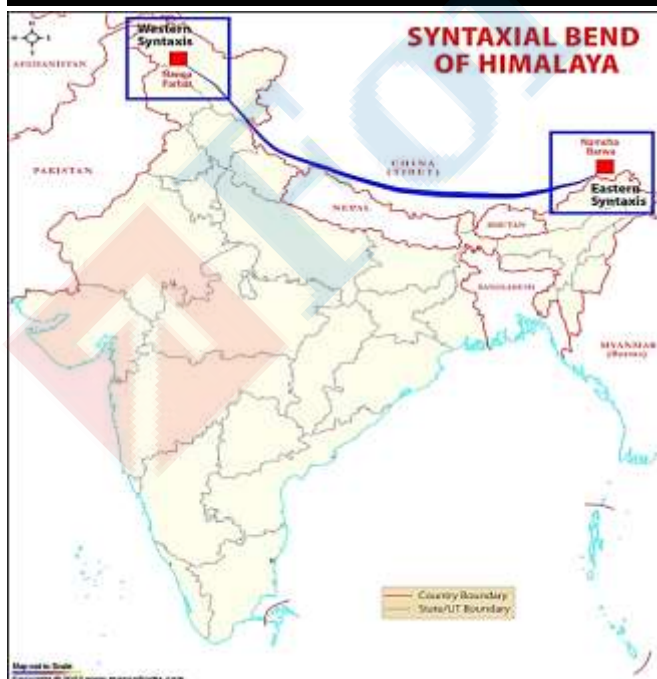 SYNTAXIAL BEND
OF HIMALAYA
Western
Syntaxis
Nanga
Parbat
AFGHANISTAN
PAKISTAN
CHINA
(TIBET)
Namcha
Barwa
Eastern
Syntaxis
NEPAL
BHUTAN
BANGLADESH
MYANMAR
Country Boundary
State/UT Boundary
Map not to Scale